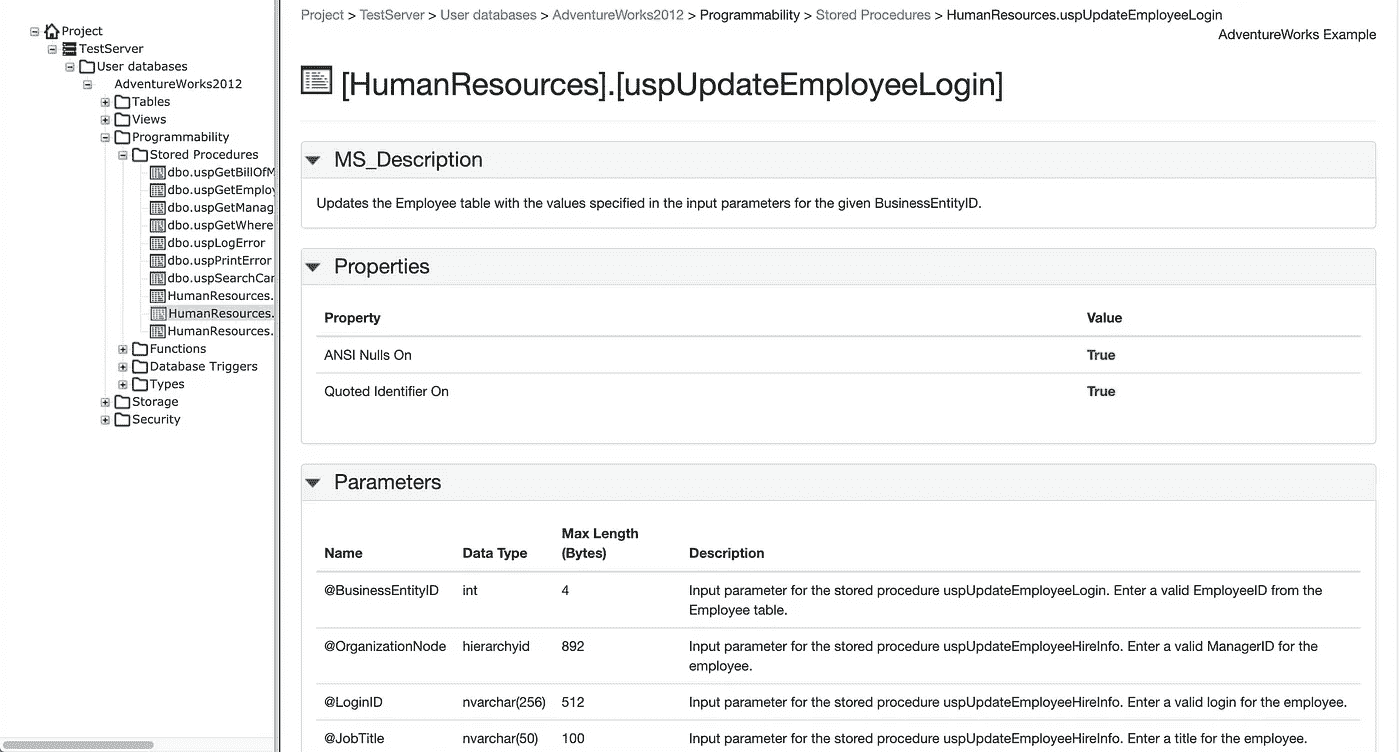 Project
TestServer
User databases
AdventureWorks2012
Tables
Views
Programmability
Stored Procedures
dbo.uspGetBillOfM
dbo.uspGetEmploy
dbo.uspGetManag
dbo.uspGetWhere
dbo.uspLogError
dbo.uspPrintError
dbo.uspSearchCan
HumanResources.
HumanResources.
HumanResources.
Functions
Database Triggers
Types
Storage
Security
Project > TestServer > User databases > AdventureWorks2012 > Programmability > Stored Procedures > HumanResources.uspUpdateEmployeeLogin
AdventureWorks Example
[HumanResources].[uspUpdateEmployeeLogin]
MS_Description
Updates the Employee table with the values specified in the input parameters for the given BusinessEntityID.
Properties
Property Value
ANSI Nulls On True
Quoted Identifier On True
Parameters
Name Data Type Max Length (Bytes) Description
@BusinessEntityID int 4 Input parameter for the stored procedure uspUpdateEmployeeLogin. Enter a valid EmployeeID from the
Employee table.
@OrganizationNode hierarchyid 892 Input parameter for the stored procedure uspUpdateEmployeeHireInfo. Enter a valid ManagerID for the
employee.
@LoginID nvarchar(256) 512 Input parameter for the stored procedure uspUpdateEmployeeHireInfo. Enter a valid login for the employee.
@JobTitle nvarchar(50) 100 Input parameter for the stored procedure uspUpdateEmployeeHireInfo. Enter a title for the employee.